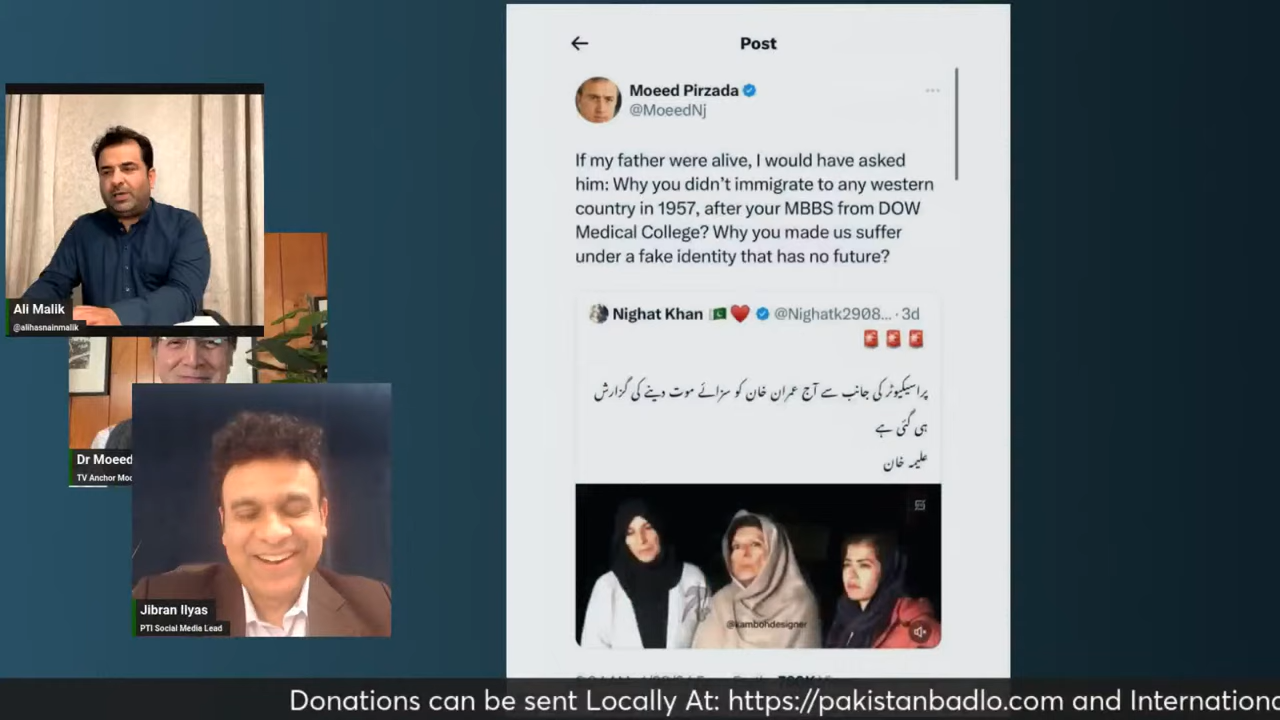 Post
Moeed Pirzada
@MoeedNj
If my father were alive, I would have asked
him: Why you didn't immigrate to any western
country in 1957, after your MBBS from DOW
Medical College? Why you made us suffer
under a fake identity that has no future?
Nighat Khan
@Nighatk2908... · 3d
پراسیکیوٹر کی جانب سے آج عمران خان کو سزائے موت دینے کی گزارش
ہی گئی ہے
علیمہ خان
@kambohdesigner
Ali Malik
@alihasnainmalik
Dr Moeed
TV Anchor
Jibran Ilyas
PTI Social Media Lead
Donations can be sent Locally At: https://pakistanbadlo.com and Internationa